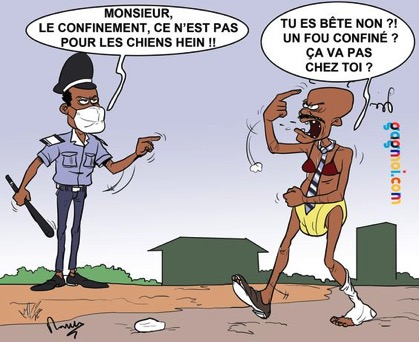 MONSIEUR,
LE CONFINEMENT, CE N'EST PAS
POUR LES CHIENS HEIN !!
TU ES BÊTE NON ?!
UN FOU CONFINÉ ?
ÇA VA PAS
CHEZ TOI ?
gbgmoi.com